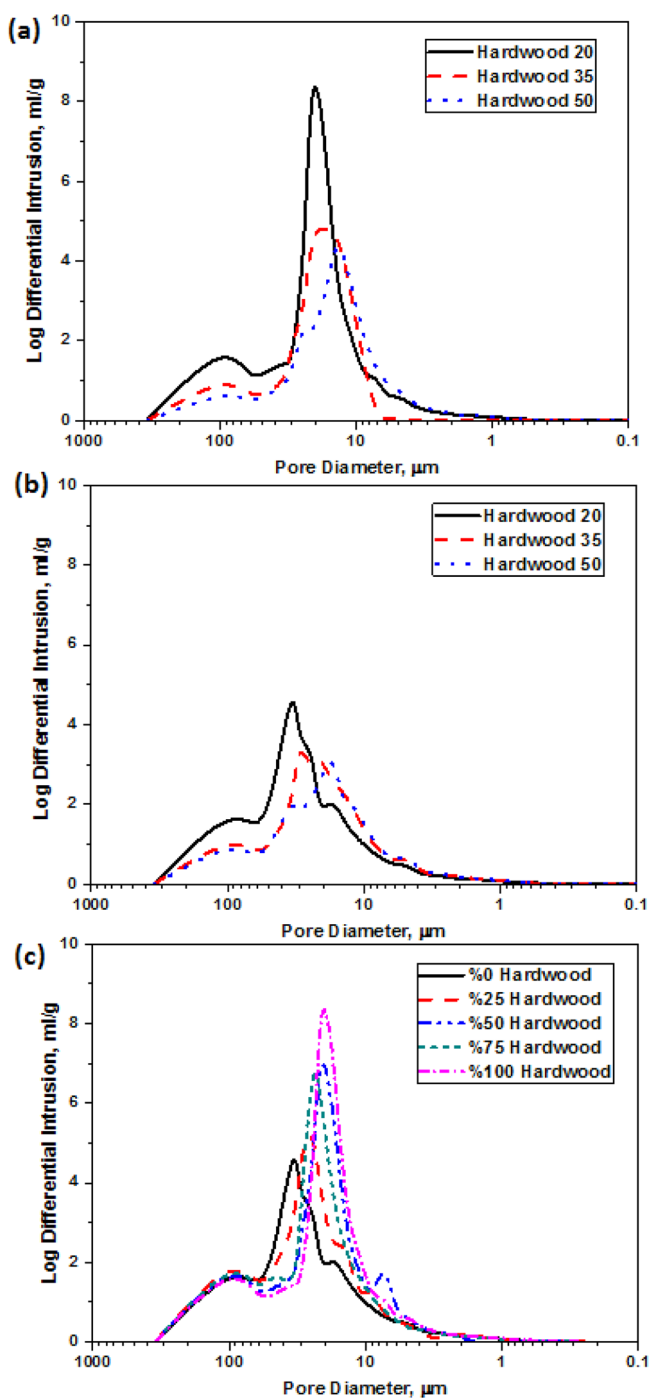 (a)
10
8
6
4
2
0
Log Differential Intrusion, ml/g
Hardwood 20
Hardwood 35
Hardwood 50
1000 100 10 1 0.1
Pore Diameter, µm
(b)
10
8
6
4
2
0
Log Differential Intrusion, ml/g
Hardwood 20
Hardwood 35
Hardwood 50
1000 100 10 1 0.1
Pore Diameter, µm
(c)
10
8
6
4
2
0
Log Differential Intrusion, ml/g
%0 Hardwood
%25 Hardwood
%50 Hardwood
%75 Hardwood
%100 Hardwood
1000 100 10 1 0.1
Pore Diameter, µm